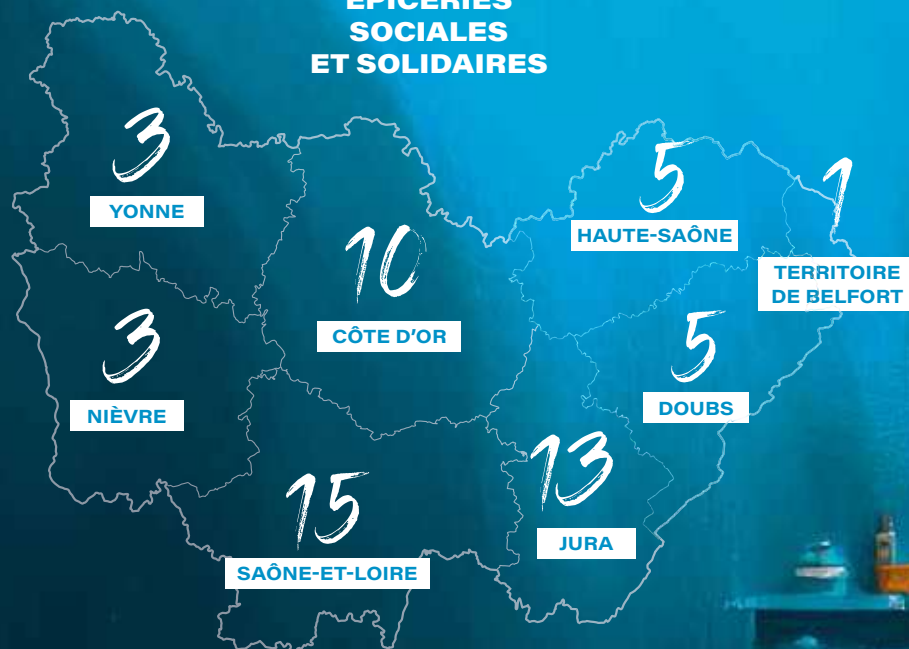 ÉPICERIES
SOCIALES
ET SOLIDAIRES
3
YONNE
10
CÔTE D'OR
5
HAUTE-SAÔNE
1
TERRITOIRE
DE BELFORT
3
NIÈVRE
5
DOUBS
15
SAÔNE-ET-LOIRE
13
JURA